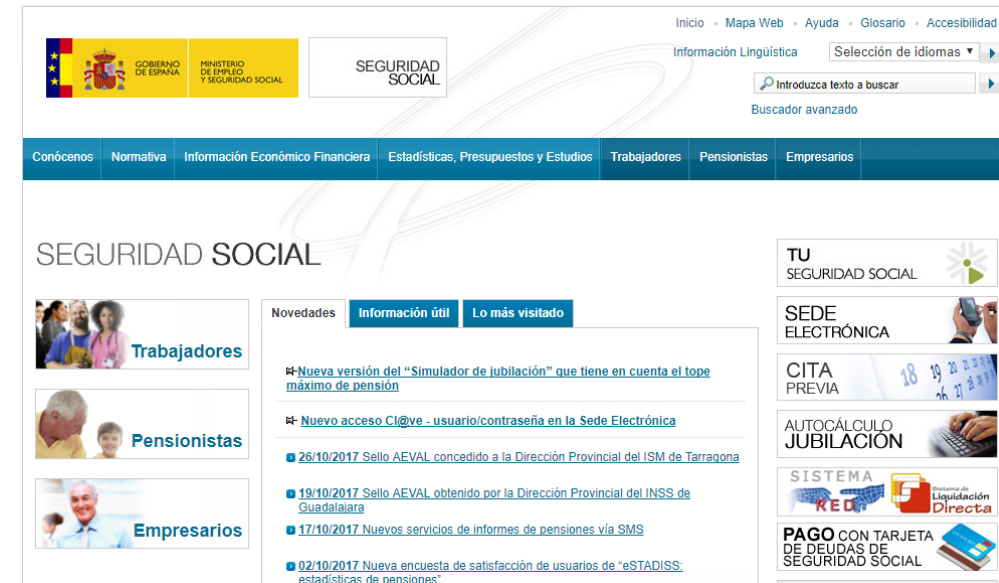 Inicio Mapa Web Ayuda Glosario Accesibilidad
GOBIERNO
DE ESPAÑA
MINISTERIO
DE EMPLEO
Y SEGURIDAD SOCIAL
SEGURIDAD
SOCIAL
Información Lingüística
Selección de idiomas
Introduzca texto a buscar
Buscador avanzado
Conócenos Normativa Información Económico Financiera Estadísticas, Presupuestos y Estudios Trabajadores Pensionistas Empresarios
SEGURIDAD SOCIAL
Trabajadores
Pensionistas
Empresarios
Novedades Información útil Lo más visitado
Nueva versión del “Simulador de jubilación” que tiene en cuenta el tope
máximo de pensión
Nuevo acceso Cl@ve - usuario/contraseña en la Sede Electrónica
26/10/2017 Sello AEVAL concedido a la Dirección Provincial del ISM de Tarragona
19/10/2017 Sello AEVAL obtenido por la Dirección Provincial del INSS de
Guadalajara
17/10/2017 Nuevos servicios de informes de pensiones vía SMS
02/10/2017 Nueva encuesta de satisfacción de usuarios de “eSTADISS:
estadísticas de pensiones”
TU
SEGURIDAD SOCIAL
SEDE
ELECTRÓNICA
CITA
PREVIA
18 19 20
AUTOCÁLCULO
JUBILACIÓN
SISTEMA
RED
Sistema de
Liquidación
Directa
PAGO CON TARJETA
DE DEUDAS DE
SEGURIDAD SOCIAL